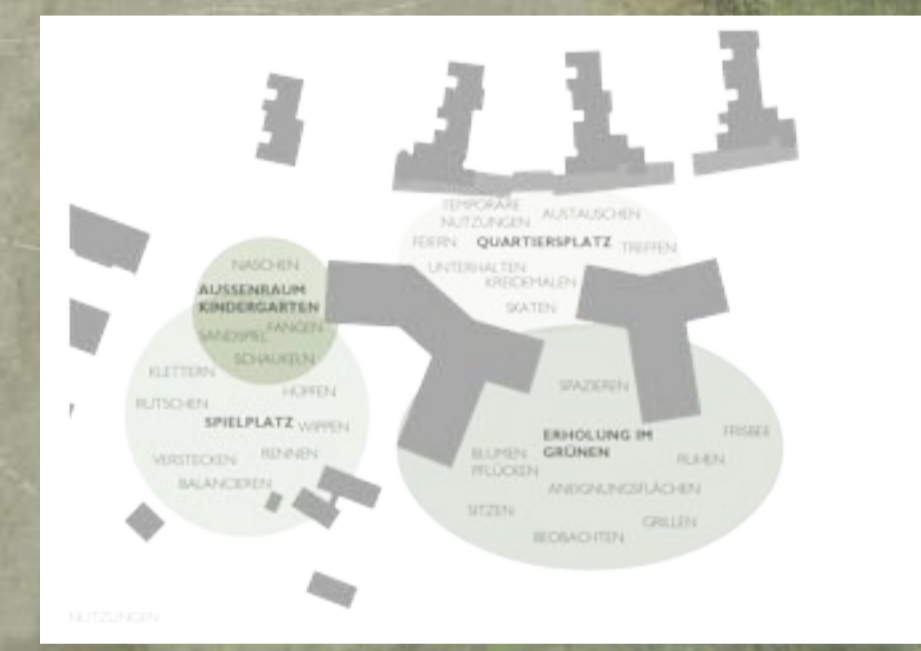 TEMPORÄRE
NUTZUNGEN
AUSTAUSCHEN
FEIERN
QUARTIERSPLATZ
TREFFEN
UNTERHALTEN
KREIDEMALEN
SKATEN
NASCHEN
AUSSENRAUM
KINDERGARTEN
FANGEN
SANDSPIEL
SCHAUKELN
KLETTERN
HÜPFEN
RUTSCHEN
SPIELPLATZ
WIPPEN
VERSTECKEN
RENNEN
BALANCIEREN
SPAZIEREN
ERHOLUNG IM
GRÜNEN
FRISBEE
BLUMEN
PFLÜCKEN
RUHEN
ANEIGNUNGSFLÄCHEN
SITZEN
GRILLEN
BEOBACHTEN
NUTZUNGEN